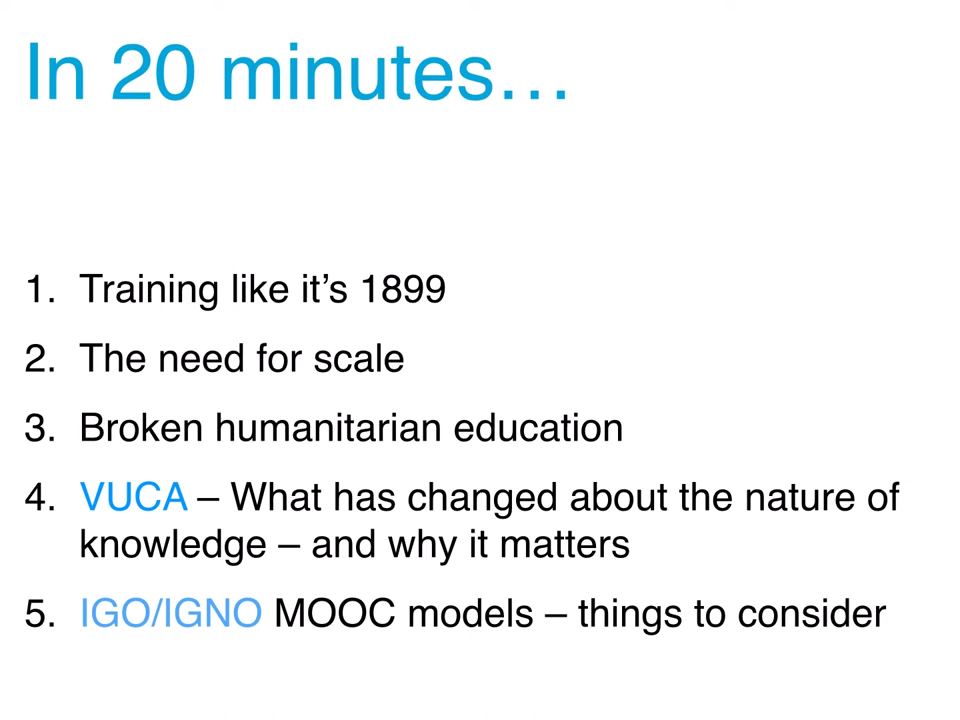 In 20 minutes…
1. Training like it’s 1899
2. The need for scale
3. Broken humanitarian education
4. VUCA – What has changed about the nature of
knowledge – and why it matters
5. IGO/IGNO MOOC models – things to consider